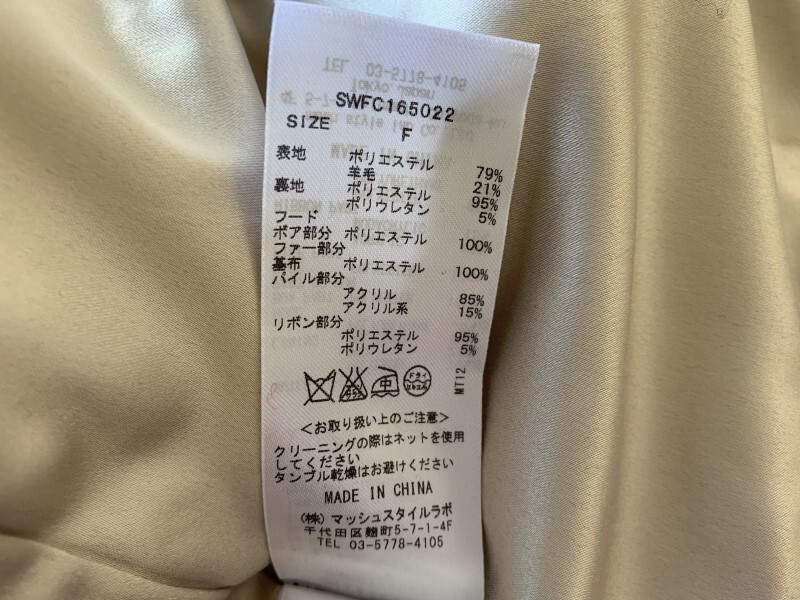 SWFC165022
SIZE F
表地 ポリエステル 79%
羊毛 21%
裏地 ポリエステル 95%
ポリウレタン 5%
フード
ボア部分 ポリエステル 100%
ファー部分
基布 ポリエステル 100%
パイル部分
アクリル 85%
アクリル系 15%
リボン部分
ポリエステル 95%
ポリウレタン 5%
中
ドライ
MT12
<お取り扱い上のご注意>
クリーニングの際はネットを使用
してください
タンブル乾燥はお避けください
MADE IN CHINA
(株)マッシュスタイルラボ
千代田区麹町5-7-1-4F
TEL 03-5778-4105